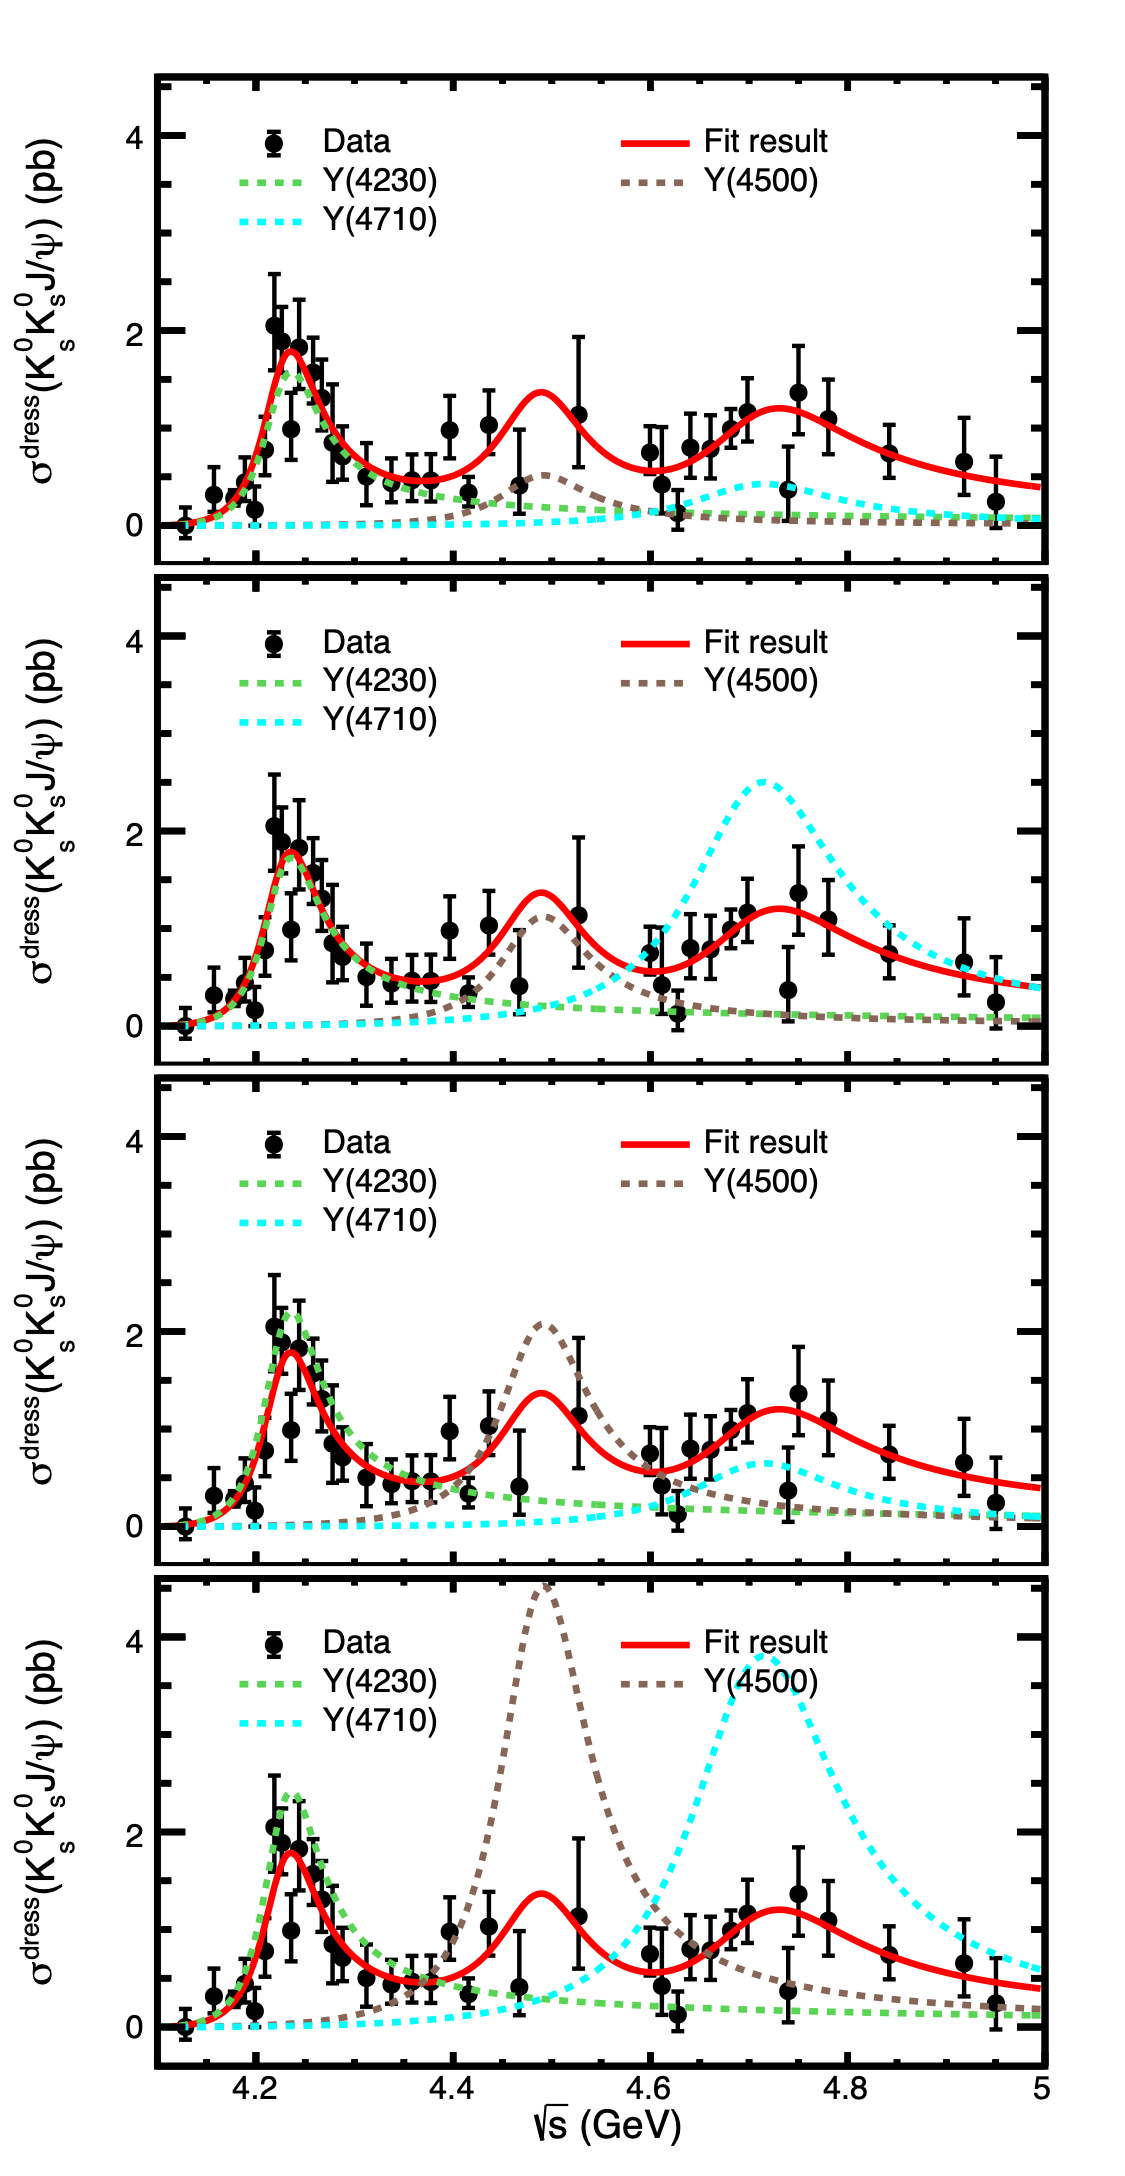 σ^dress(K_s^0K_s^0J/ψ) (pb)
4
2
0
Data
Fit result
Y(4230)
Y(4500)
Y(4710)
σ^dress(K_s^0K_s^0J/ψ) (pb)
4
2
0
Data
Fit result
Y(4230)
Y(4500)
Y(4710)
σ^dress(K_s^0K_s^0J/ψ) (pb)
4
2
0
Data
Fit result
Y(4230)
Y(4500)
Y(4710)
σ^dress(K_s^0K_s^0J/ψ) (pb)
4
2
0
Data
Fit result
Y(4230)
Y(4500)
Y(4710)
4.2 4.4 4.6 4.8 5
√s (GeV)